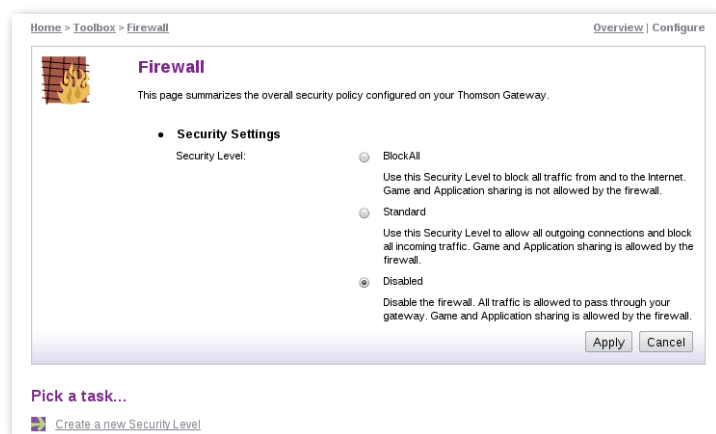 Home > Toolbox > Firewall
Overview | Configure
Firewall
This page summarizes the overall security policy configured on your Thomson Gateway.
• Security Settings
Security Level:
BlockAll
Use this Security Level to block all traffic from and to the Internet.
Game and Application sharing is not allowed by the firewall.
Standard
Use this Security Level to allow all outgoing connections and block
all incoming traffic. Game and Application sharing is allowed by the
firewall.
Disabled
Disable the firewall. All traffic is allowed to pass through your
gateway. Game and Application sharing is allowed by the firewall.
Apply Cancel
Pick a task...
Create a new Security Level